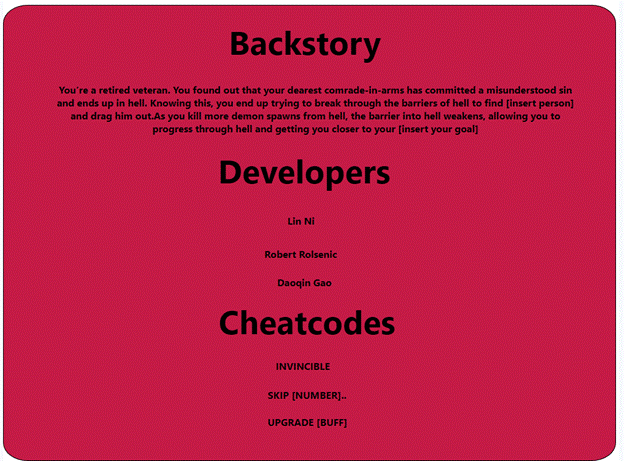 Backstory
You're a retired veteran. You found out that your dearest comrade-in-arms has committed a misunderstood sin
and ends up in hell. Knowing this, you end up trying to break through the barriers of hell to find [insert person]
and drag him out.As you kill more demon spawns from hell, the barrier into hell weakens, allowing you to
progress through hell and getting you closer to your [insert your goal]
Developers
Lin Ni
Robert Rolsenic
Daoqin Gao
Cheatcodes
INVINCIBLE
SKIP [NUMBER]..
UPGRADE [BUFF]